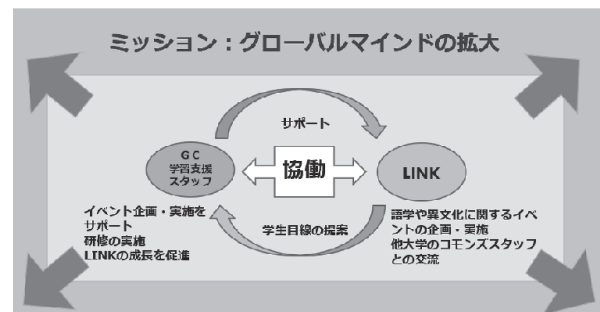 ミッション：グローバルマインドの拡大
サポート
GC
学習支援
スタッフ
協働
LINK
イベント企画・実施を
サポート
研修の実施
LINKの成長を促進
学生目線の提案
語学や異文化に関するイベ
ントの企画・実施
他大学のコモンズスタッフ
との交流